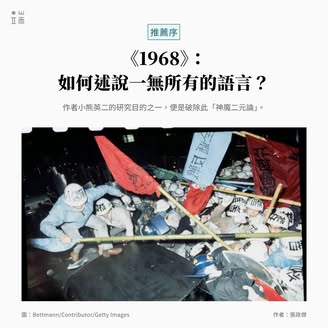 推薦序
《1968》：
如何述說一無所有的語言？
作者小熊英二的研究目的之一，便是破除此「神魔二元論」。
圖：Bettmann/Contributor/Getty Images
作者：張政傑